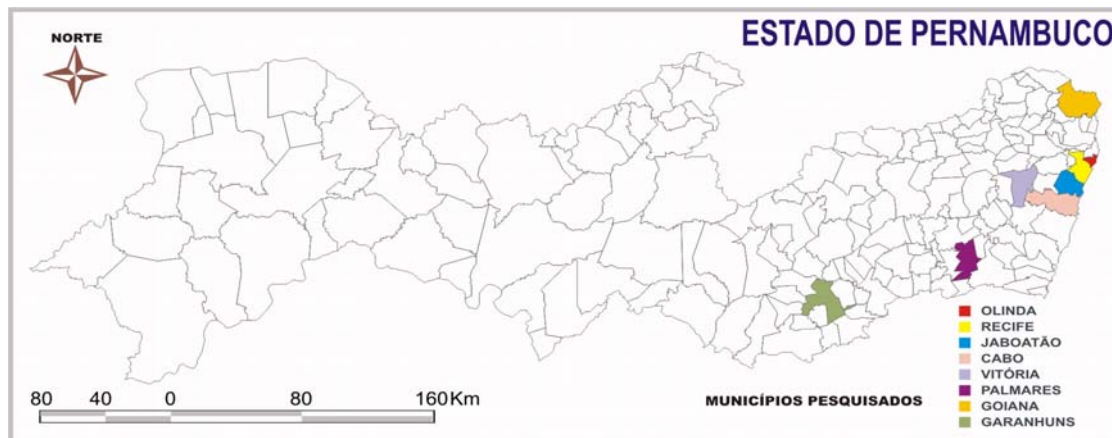 ESTADO DE PERNAMBUCO
NORTE
OLINDA
RECIFE
JABOATÃO
CABO
VITÓRIA
PALMARES
GOIANA
GARANHUNS
MUNICÍPIOS PESQUISADOS
80 40 0 80 160Km